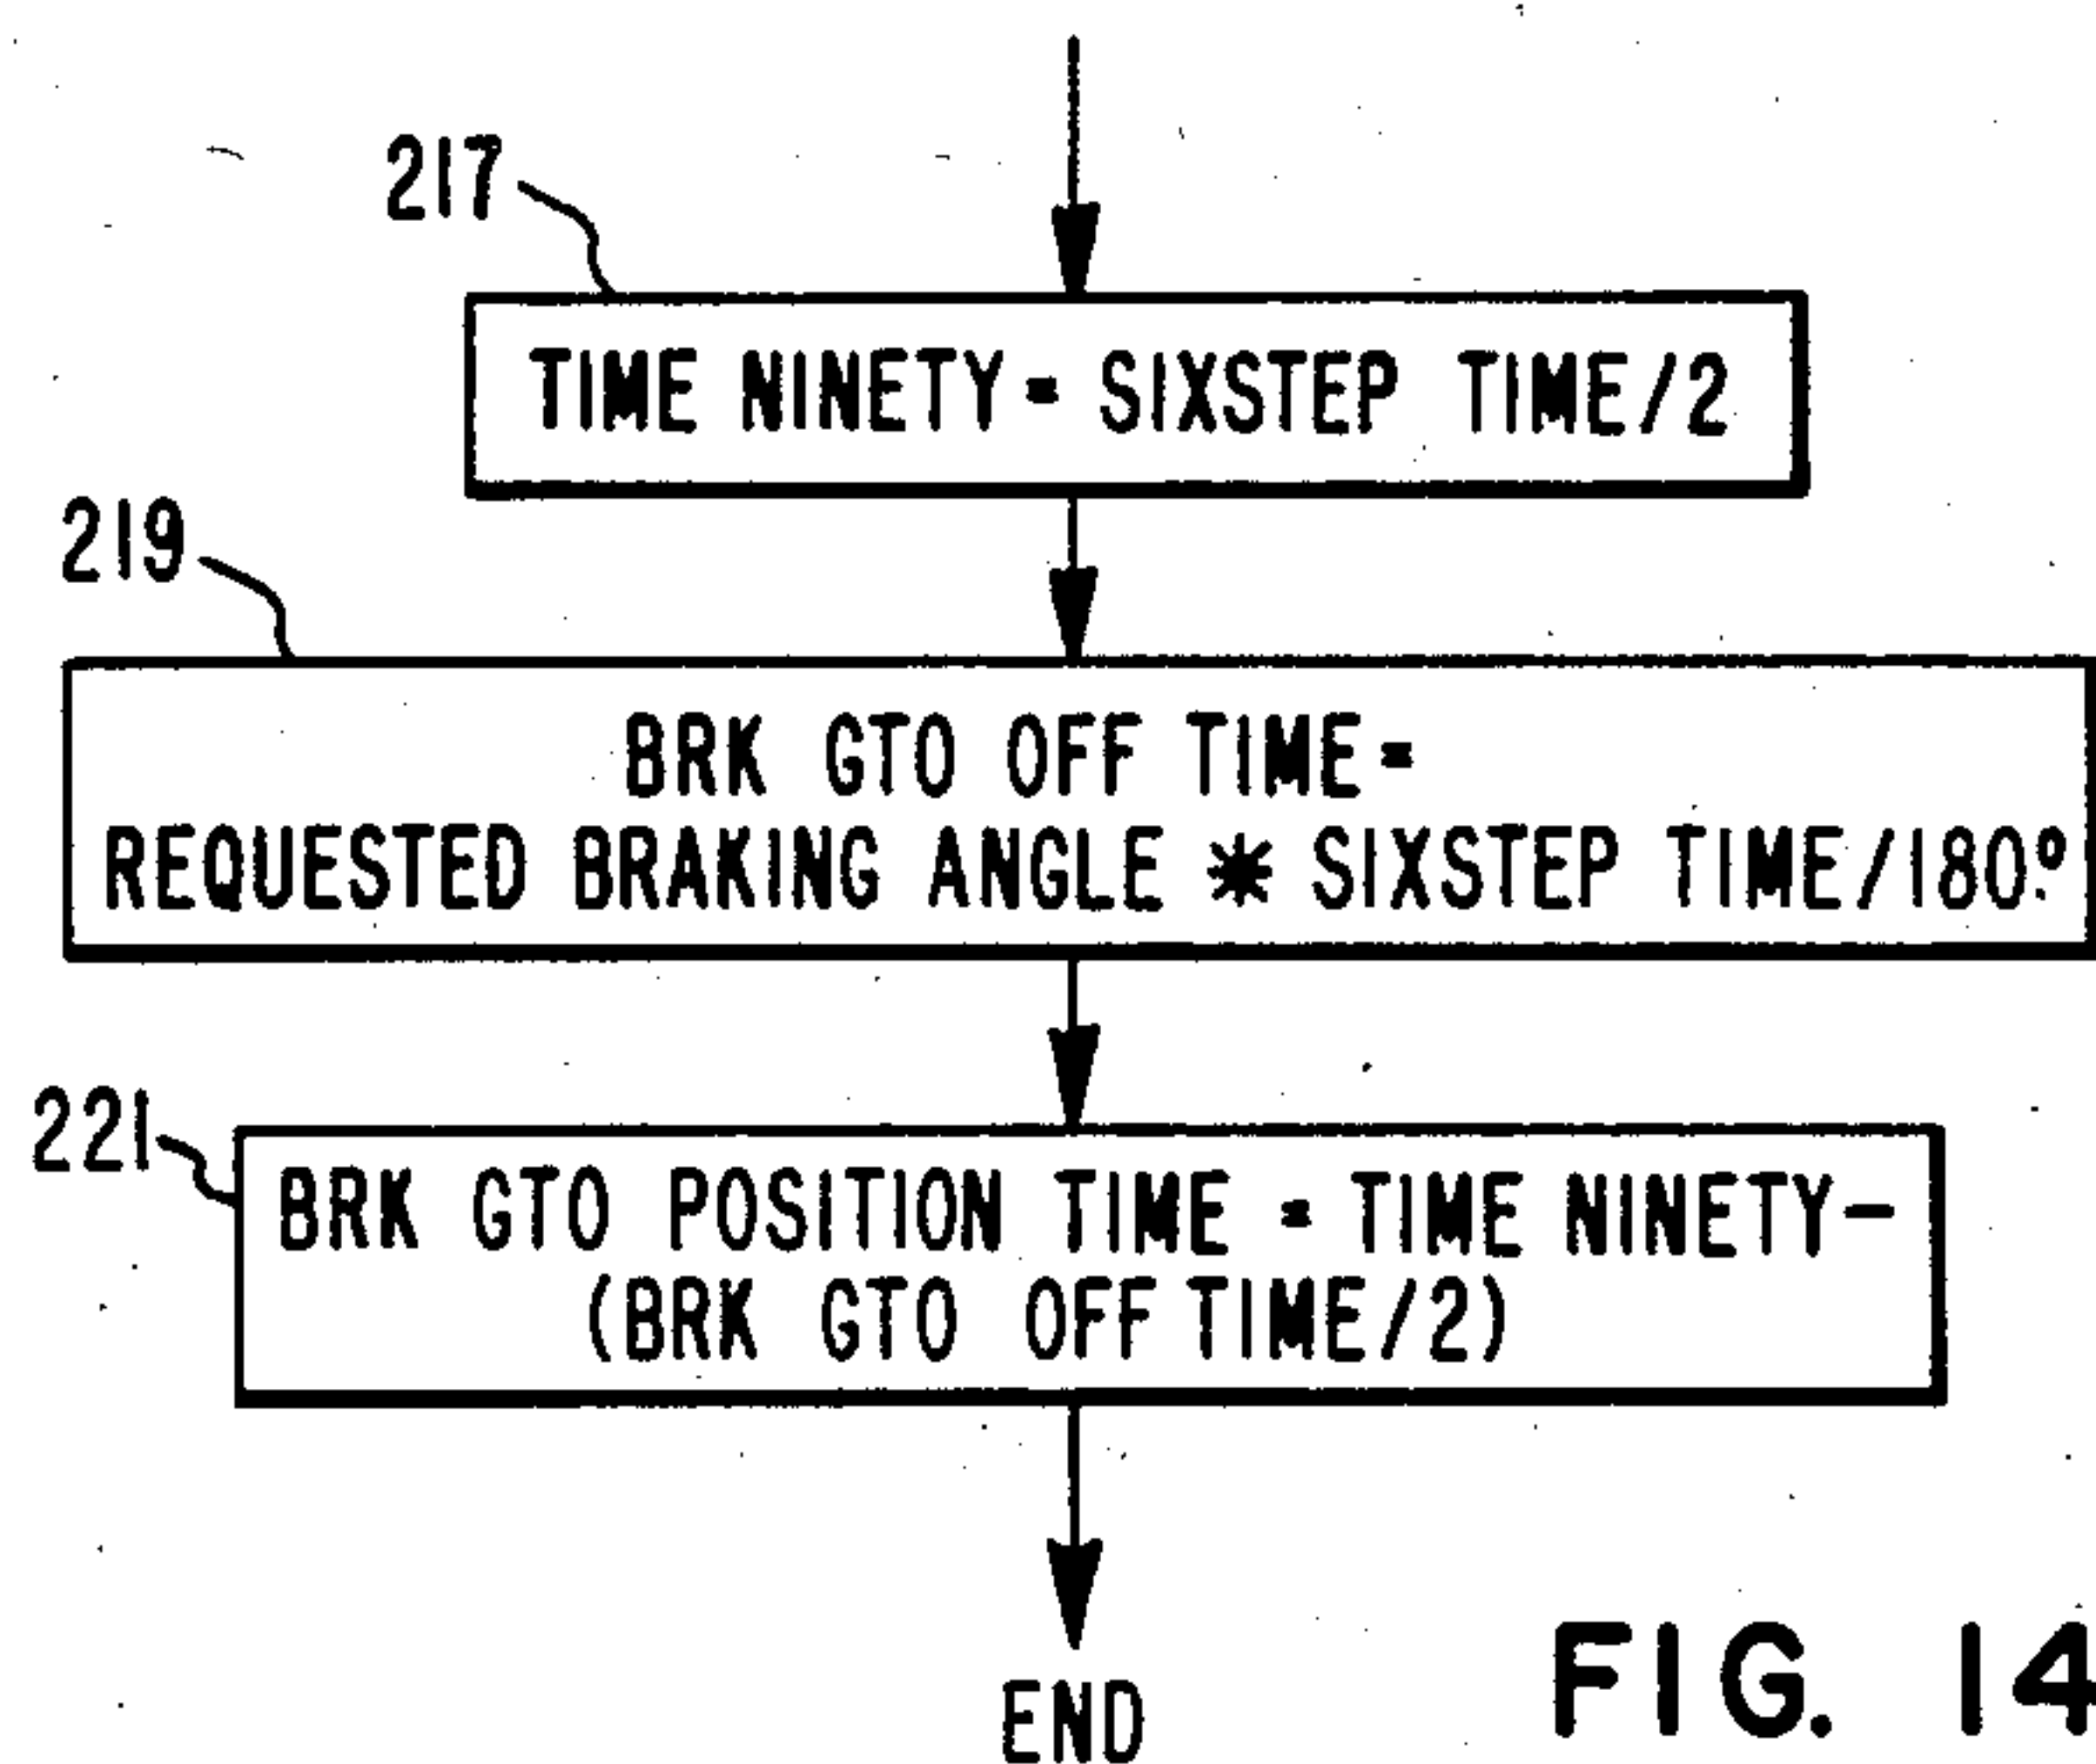 217
TIME NINETY= SIXSTEP TIME/2
219
BRK GTO OFF TIME=
REQUESTED BRAKING ANGLE * SIXSTEP TIME/180°
221
BRK GTO POSITION TIME = TIME NINETY-
(BRK GTO OFF TIME/2)
END
FIG. 14